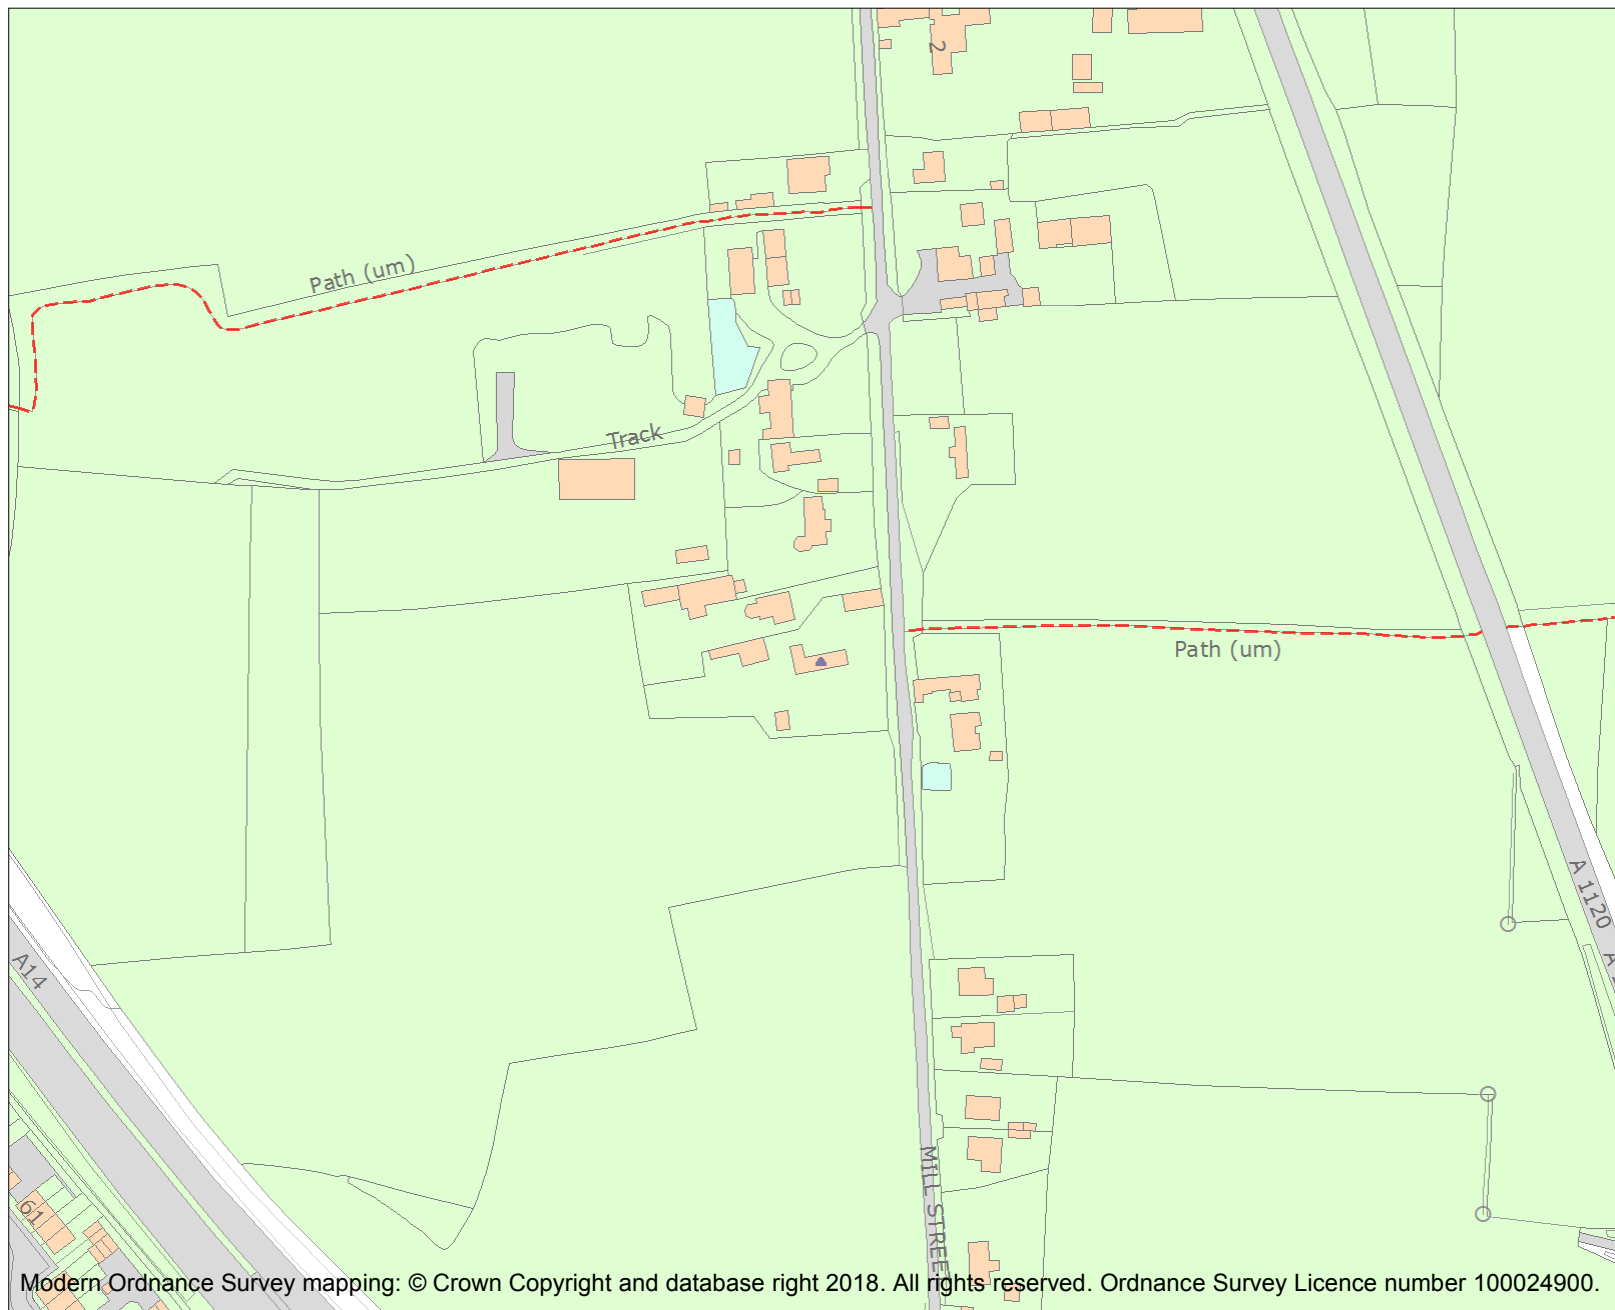 2
Path (um)
Track
Path (um)
A 1120
A14
MILL STREE
61
Modern Ordnance Survey mapping: © Crown Copyright and database right 2018. All rights reserved. Ordnance Survey Licence number 100024900.